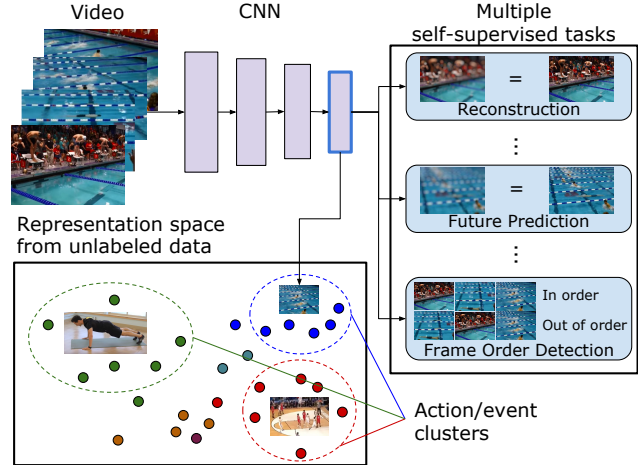 Video
CNN
Multiple
self-supervised tasks
=
Reconstruction
...
=
Future Prediction
...
In order
Out of order
Frame Order Detection
Representation space
from unlabeled data
Action/event
clusters